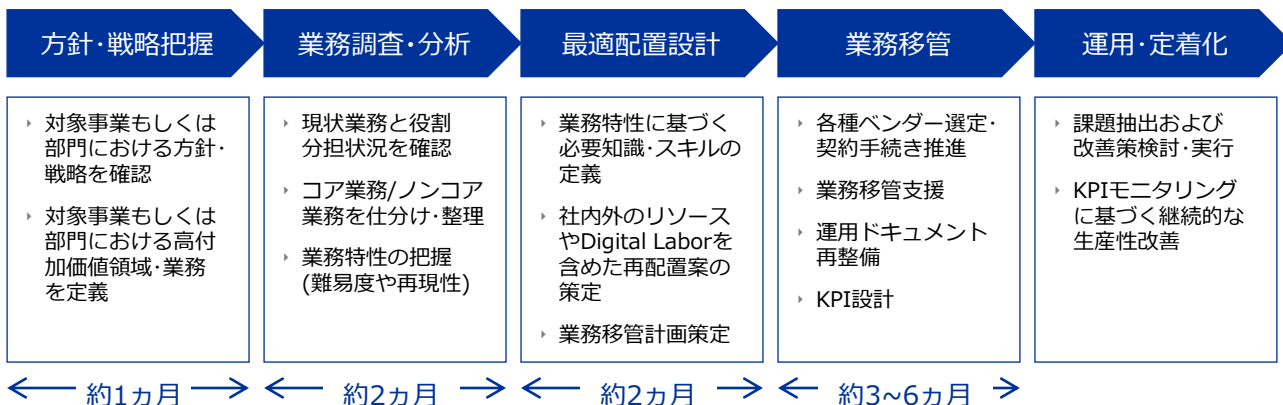 方針･戦略把握
業務調査･分析
最適配置設計
業務移管
運用･定着化
対象事業もしくは
部門における方針･
戦略を確認
対象事業もしくは
部門における高付
加価値領域･業務
を定義
現状業務と役割
分担状況を確認
コア業務/ノンコア
業務を仕分け･整理
業務特性の把握
(難易度や再現性)
業務特性に基づく
必要知識･スキルの
定義
社内外のリソース
やDigital Laborを
含めた再配置案の
策定
業務移管計画策定
各種ベンダー選定･
契約手続き推進
業務移管支援
運用ドキュメント
再整備
KPI設計
課題抽出および
改善策検討･実行
KPIモニタリング
に基づく継続的な
生産性改善
約1ヵ月
約2ヵ月
約2ヵ月
約3~6ヵ月